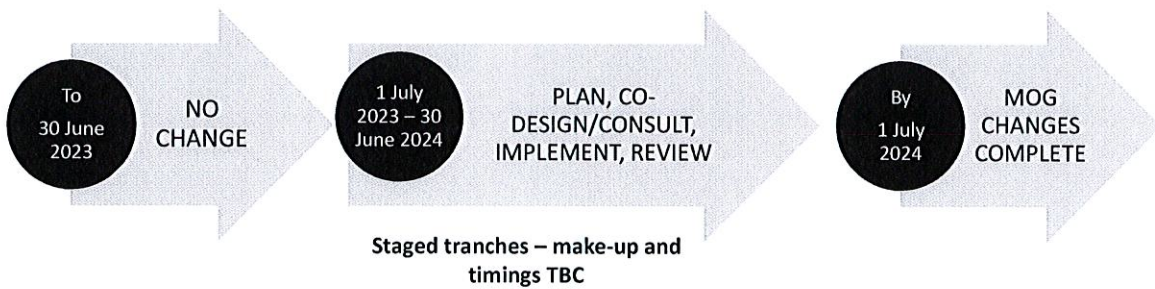 To
30 June
2023
NO
CHANGE
1 July
2023 – 30
June 2024
PLAN, CO-
DESIGN/CONSULT,
IMPLEMENT, REVIEW
Staged tranches – make-up and
timings TBC
By
1 July
2024
MOG
CHANGES
COMPLETE